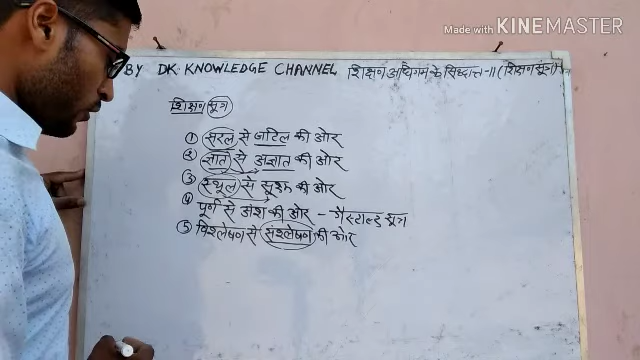 Made with KINEMASTER
BY DK. KNOWLEDGE CHANNEL शिक्षण अधिगम के सिद्धान्त-II (शिक्षण सूत्र)
शिक्षण सूत्र
① सरल से जटिल की ओर
② ज्ञात से अज्ञात की ओर
③ स्थूल से सूक्ष्म की ओर
④ पूर्ण से अंश की ओर - गैस्टाल्ट सूत्र
⑤ विश्लेषण से संश्लेषण की ओर